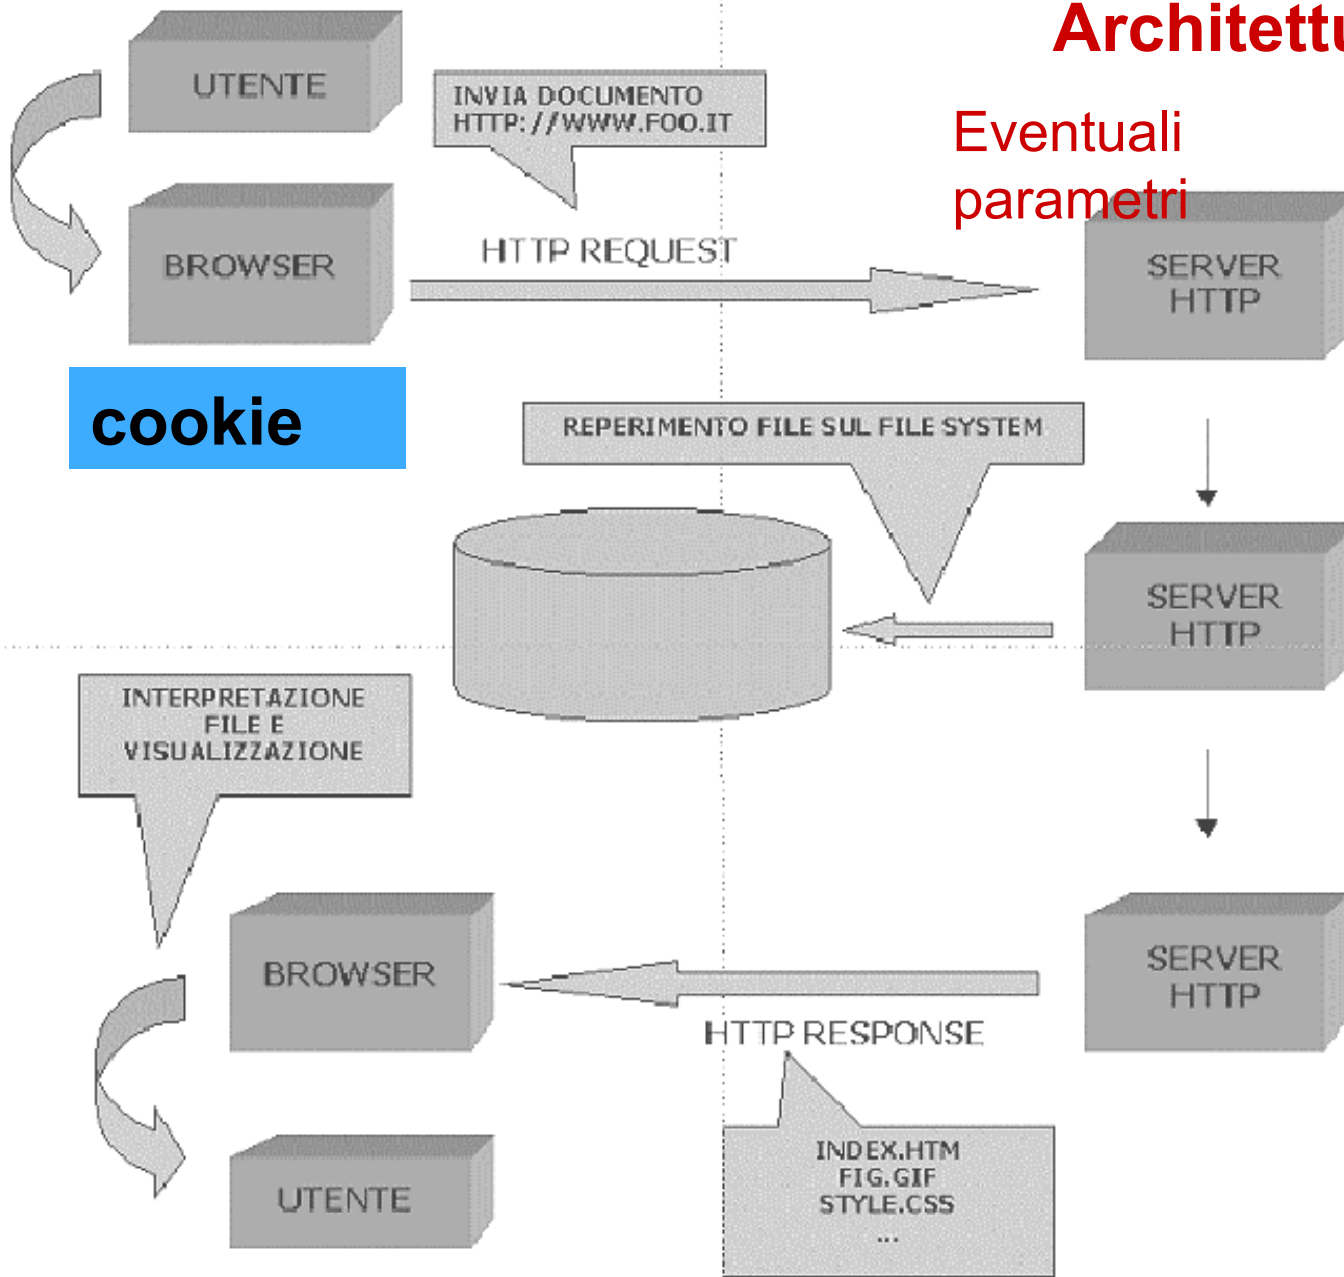 Architettu
UTENTE
INVIA DOCUMENTO
HTTP://WWW.FOO.IT
Eventuali
parametri
BROWSER
HTTP REQUEST
SERVER
HTTP
cookie
REPERIMENTO FILE SUL FILE SYSTEM
SERVER
HTTP
INTERPRETAZIONE
FILE E
VISUALIZZAZIONE
BROWSER
SERVER
HTTP
HTTP RESPONSE
UTENTE
INDEX.HTM
FIG.GIF
STYLE.CSS
...